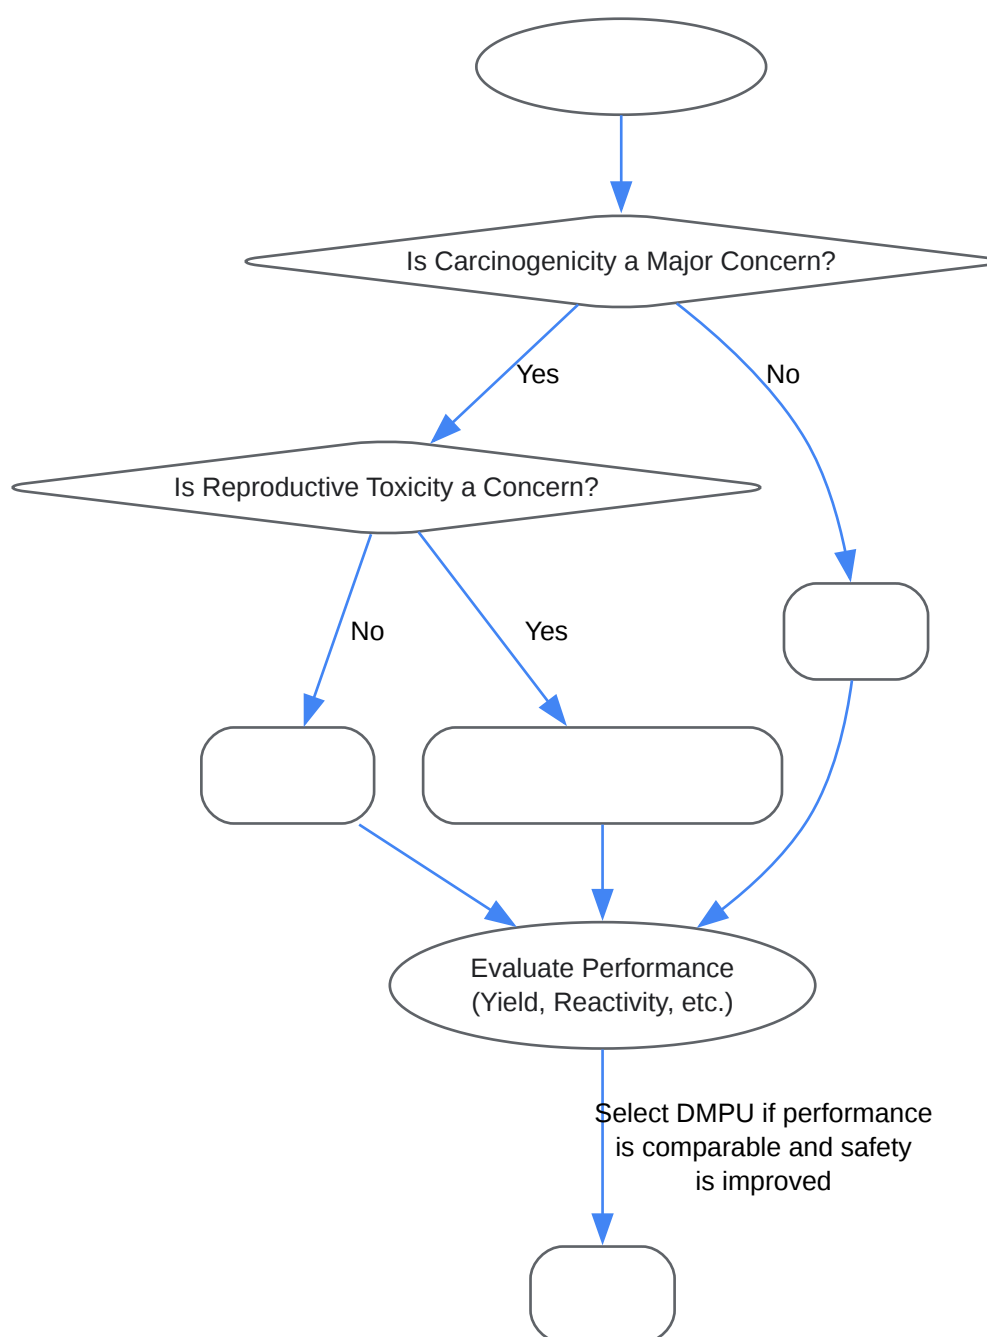 Is Carcinogenicity a Major Concern?
Yes
No
Is Reproductive Toxicity a Concern?
No
Yes
Evaluate Performance
(Yield, Reactivity, etc.)
Select DMPU if performance
is comparable and safety
is improved